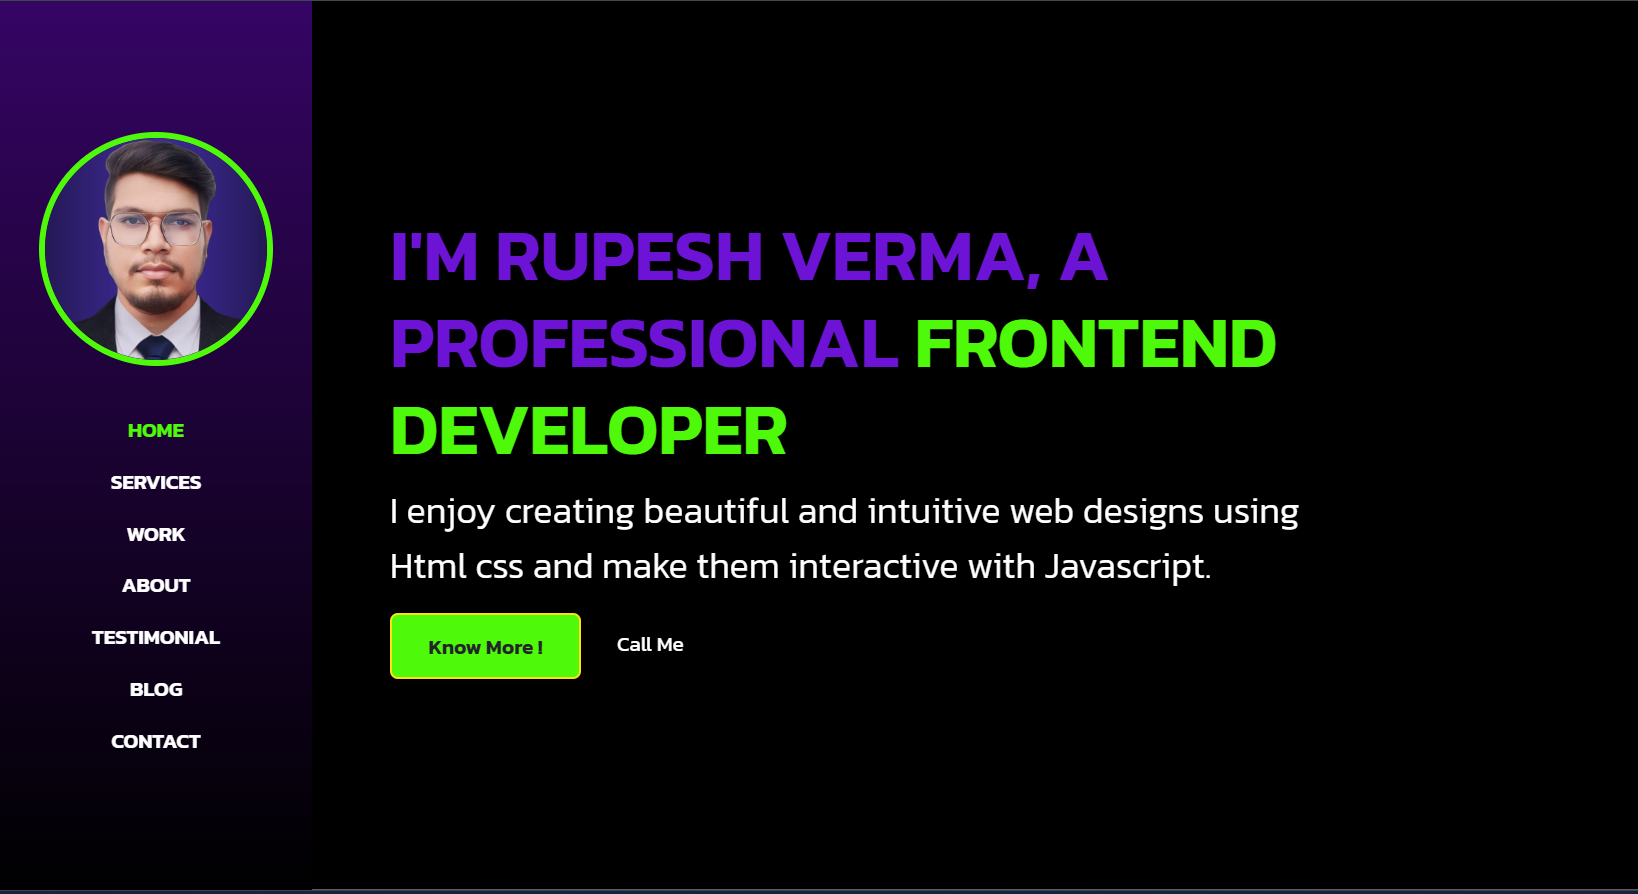 HOME
SERVICES
WORK
ABOUT
TESTIMONIAL
BLOG
CONTACT
I'M RUPESH VERMA, A
PROFESSIONAL FRONTEND
DEVELOPER
I enjoy creating beautiful and intuitive web designs using
Html css and make them interactive with Javascript.
Know More !
Call Me